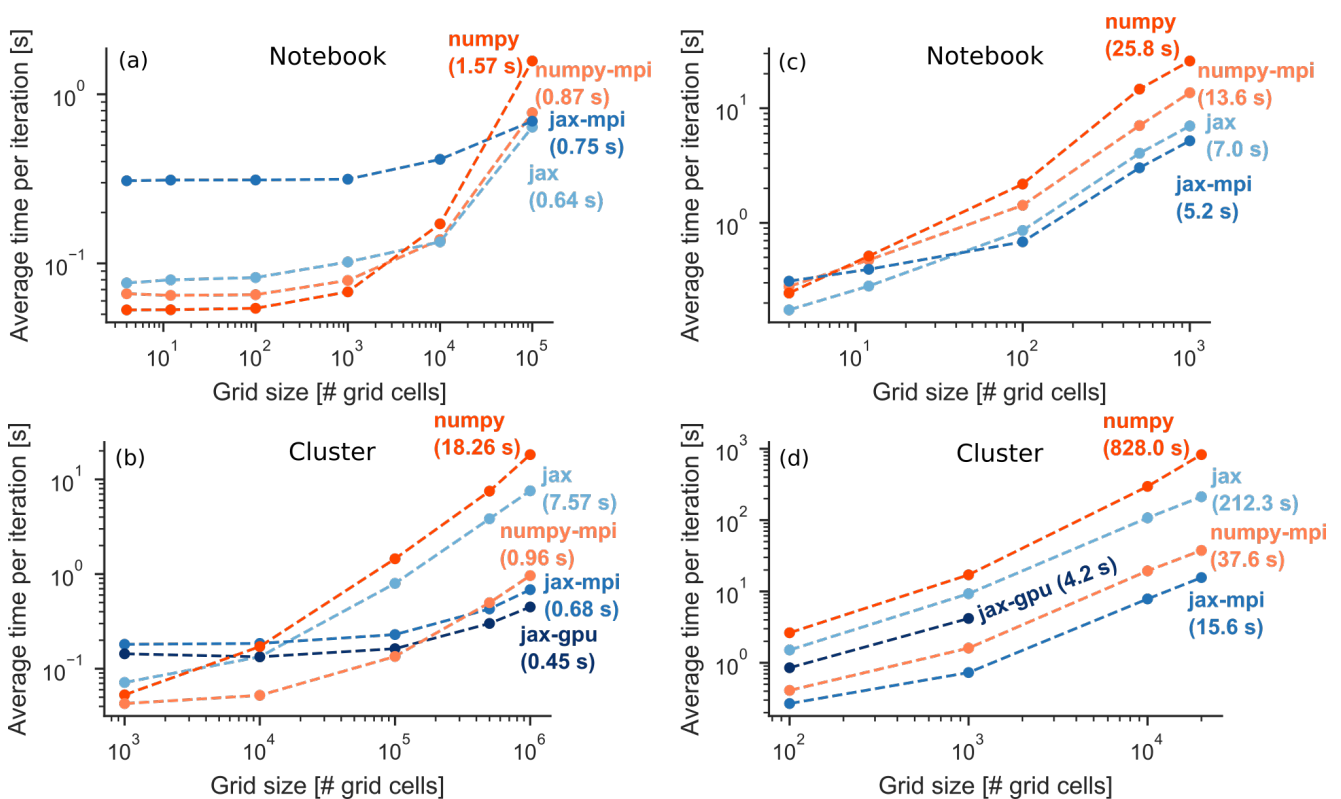 (a)
Notebook
numpy
(1.57 s)
numpy-mpi
(0.87 s)
jax-mpi
(0.75 s)
jax
(0.64 s)
Average time per iteration [s]
10⁰
10⁻¹
10¹
10²
10³
10⁴
10⁵
Grid size [# grid cells]
(c)
Notebook
numpy
(25.8 s)
numpy-mpi
(13.6 s)
jax
(7.0 s)
jax-mpi
(5.2 s)
Average time per iteration [s]
10¹
10⁰
10¹
10²
10³
Grid size [# grid cells]
(b)
Cluster
numpy
(18.26 s)
jax
(7.57 s)
numpy-mpi
(0.96 s)
jax-mpi
(0.68 s)
jax-gpu
(0.45 s)
Average time per iteration [s]
10¹
10⁰
10⁻¹
10³
10⁴
10⁵
10⁶
Grid size [# grid cells]
(d)
Cluster
numpy
(828.0 s)
jax
(212.3 s)
numpy-mpi
(37.6 s)
jax-gpu (4.2 s)
jax-mpi
(15.6 s)
Average time per iteration [s]
10³
10²
10¹
10⁰
10²
10³
10⁴
Grid size [# grid cells]